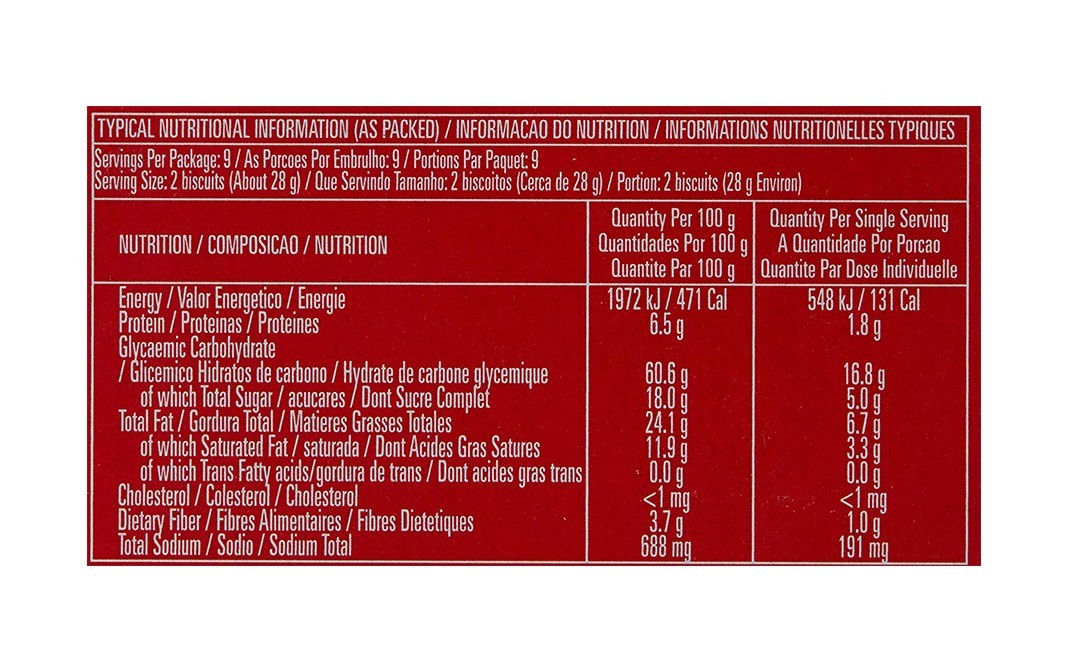 TYPICAL NUTRITIONAL INFORMATION (AS PACKED) / INFORMACAO DO NUTRITION / INFORMATIONS NUTRITIONELLES TYPIQUES
Servings Per Package: 9 / As Porcoes Por Embrulho: 9 / Portions Par Paquet: 9
Serving Size: 2 biscuits (About 28 g) / Que Servindo Tamanho: 2 biscoitos (Cerca de 28 g) / Portion: 2 biscuits (28 g Environ)
NUTRITION / COMPOSICAO / NUTRITION
Quantity Per 100 g
Quantidades Por 100 g
Quantite Par 100 g
Quantity Per Single Serving
A Quantidade Por Porcao
Quantite Par Dose Individuelle
Energy / Valor Energetico / Energie 1972 kJ / 471 Cal 548 kJ / 131 Cal
Protein / Proteinas / Proteines 6.5 g 1.8 g
Glycaemic Carbohydrate
/ Glicemico Hidratos de carbono / Hydrate de carbone glycemique 60.6 g 16.8 g
of which Total Sugar / acucares / Dont Sucre Complet 18.0 g 5.0 g
Total Fat / Gordura Total / Matieres Grasses Totales 24.1 g 6.7 g
of which Saturated Fat / saturada / Dont Acides Gras Satures 11.9 g 3.3 g
of which Trans Fatty acids/gordura de trans / Dont acides gras trans 0.0 g 0.0 g
Cholesterol / Colesterol / Cholesterol <1 mg <1 mg
Dietary Fiber / Fibres Alimentaires / Fibres Dietetiques 3.7 g 1.0 g
Total Sodium / Sodio / Sodium Total 688 mg 191 mg